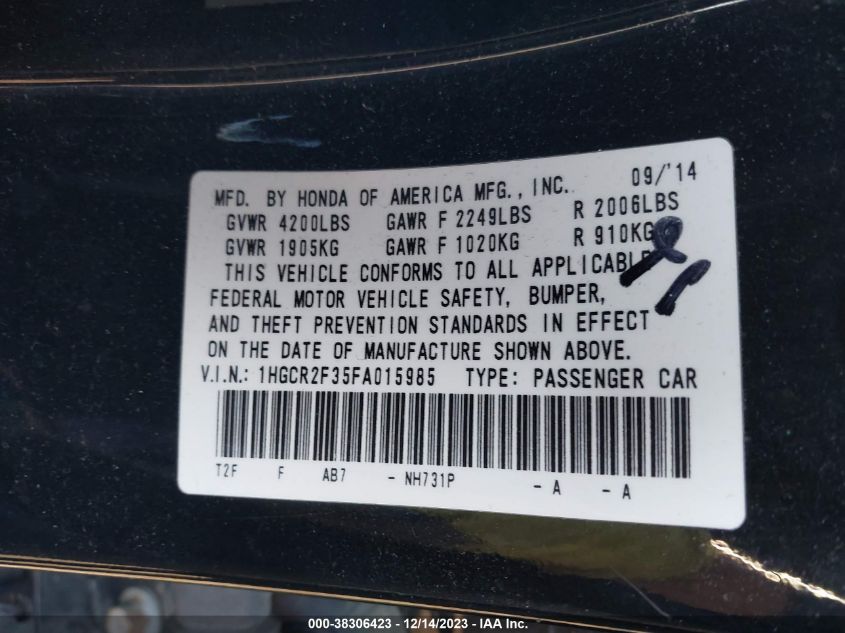 MFD. BY HONDA OF AMERICA MFG., INC. 09/'14
GVWR 4200LBS GAWR F 2249LBS R 2006LBS
GVWR 1905KG GAWR F 1020KG R 910KG
THIS VEHICLE CONFORMS TO ALL APPLICABLE
FEDERAL MOTOR VEHICLE SAFETY, BUMPER,
AND THEFT PREVENTION STANDARDS IN EFFECT
ON THE DATE OF MANUFACTURE SHOWN ABOVE.
V.I.N.: 1HGCR2F35FA015985 TYPE: PASSENGER CAR
T2F F AB7 - NH731P - A - A
000-38306423 - 12/14/2023 - IAA Inc.